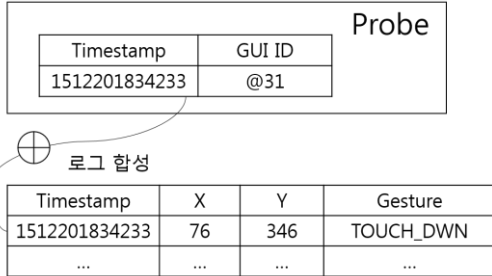 Probe
Timestamp GUI ID
1512201834233 @31
로그 합성
Timestamp X Y Gesture
1512201834233 76 346 TOUCH_DWN
... ... ... ...